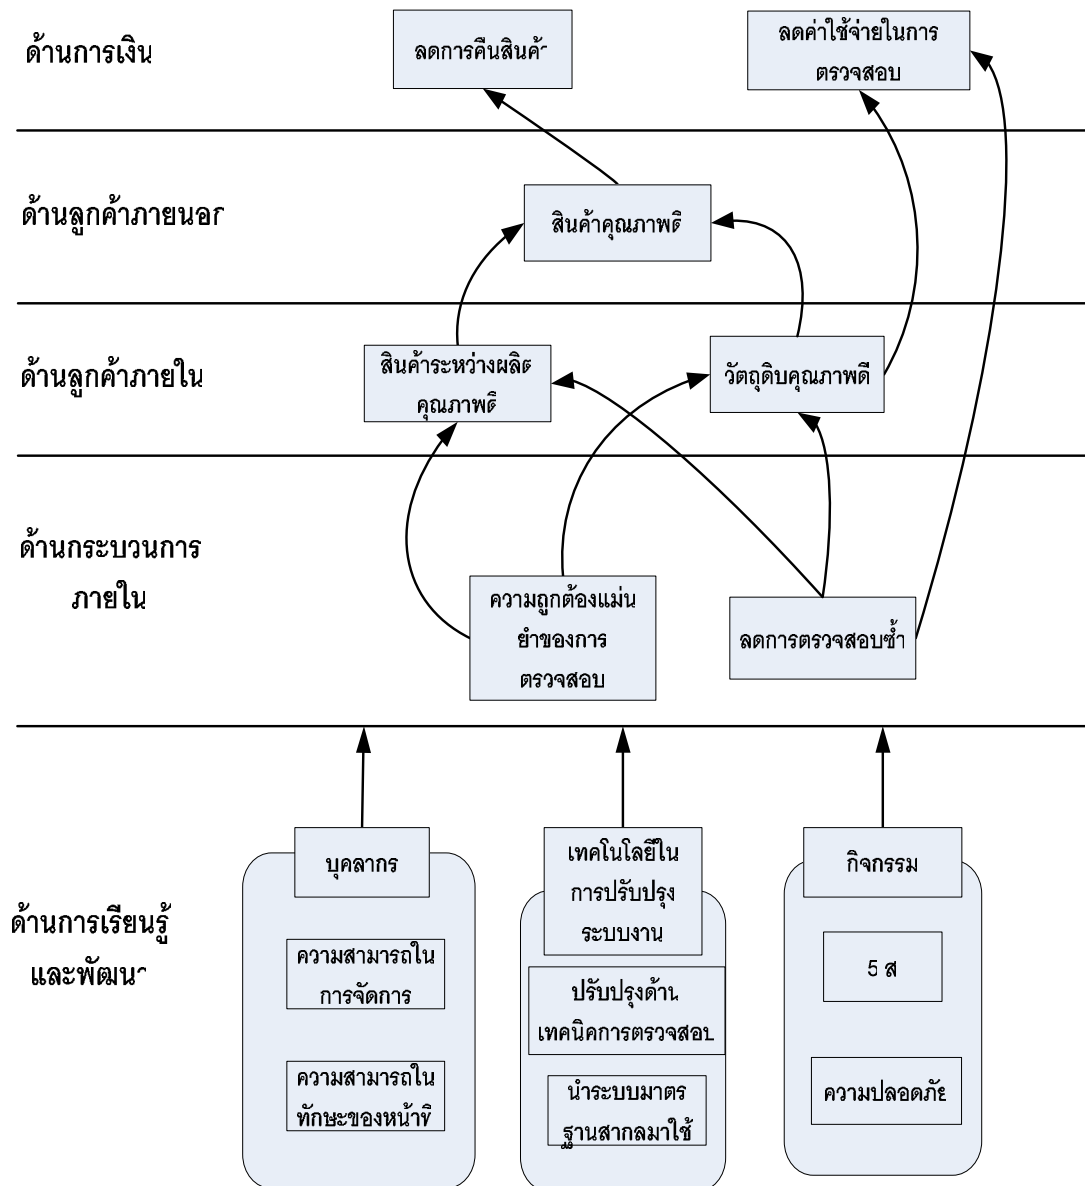 ด้านการเงิน
ลดการคืนสินค้า
ลดค่าใช้จ่ายในการ
ตรวจสอบ
ด้านลูกค้าภายนอก
สินค้าคุณภาพดี
ด้านลูกค้าภายใน
สินค้าระหว่างผลิต
คุณภาพดี
วัตถุดิบคุณภาพดี
ด้านกระบวนการ
ภายใน
ความถูกต้องแม่น
ยำของการ
ตรวจสอบ
ลดการตรวจสอบซ้ำ
ด้านการเรียนรู้
และพัฒนา
บุคลากร
ความสามารถใน
การจัดการ
ความสามารถใน
ทักษะของหน้าที่
เทคโนโลยีใน
การปรับปรุง
ระบบงาน
ปรับปรุงด้าน
เทคนิคการตรวจสอบ
นำระบบมาตร
ฐานสากลมาใช้
กิจกรรม
5 ส
ความปลอดภัย